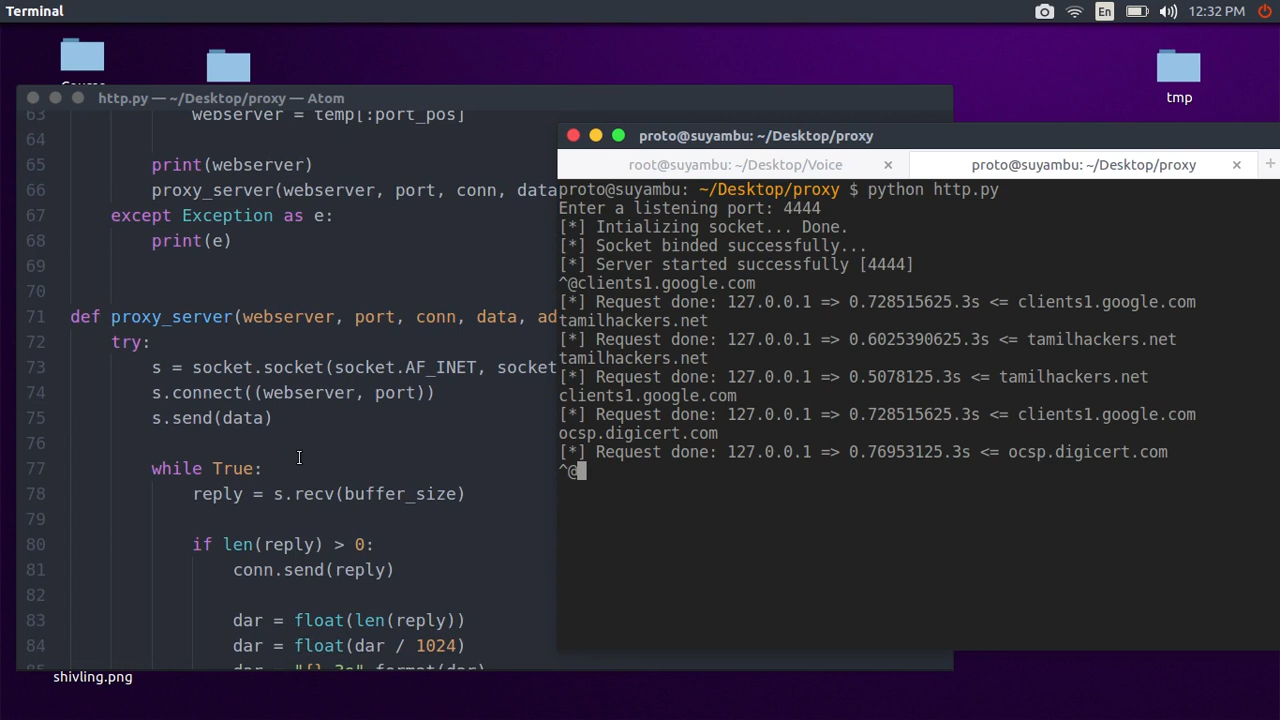 Terminal
En
12:32 PM
tmp
http.py — ~/Desktop/proxy — Atom
63 webserver = temp[:port_pos]
64
65 print(webserver)
66 proxy_server(webserver, port, conn, data
67 except Exception as e:
68 print(e)
69
70
71 def proxy_server(webserver, port, conn, data, ad
72 try:
73 s = socket.socket(socket.AF_INET, socket
74 s.connect((webserver, port))
75 s.send(data)
76
77 while True:
78 reply = s.recv(buffer_size)
79
80 if len(reply) > 0:
81 conn.send(reply)
82
83 dar = float(len(reply))
84 dar = float(dar / 1024)
shivling.png
proto@suyambu: ~/Desktop/proxy
root@suyambu: ~/Desktop/Voice
proto@suyambu: ~/Desktop/proxy
proto@suyambu: ~/Desktop/proxy $ python http.py
Enter a listening port: 4444
[*] Intializing socket... Done.
[*] Socket binded successfully...
[*] Server started successfully [4444]
^@clients1.google.com
[*] Request done: 127.0.0.1 => 0.728515625.3s <= clients1.google.com
tamilhackers.net
[*] Request done: 127.0.0.1 => 0.6025390625.3s <= tamilhackers.net
tamilhackers.net
[*] Request done: 127.0.0.1 => 0.5078125.3s <= tamilhackers.net
clients1.google.com
[*] Request done: 127.0.0.1 => 0.728515625.3s <= clients1.google.com
ocsp.digicert.com
[*] Request done: 127.0.0.1 => 0.76953125.3s <= ocsp.digicert.com
^@